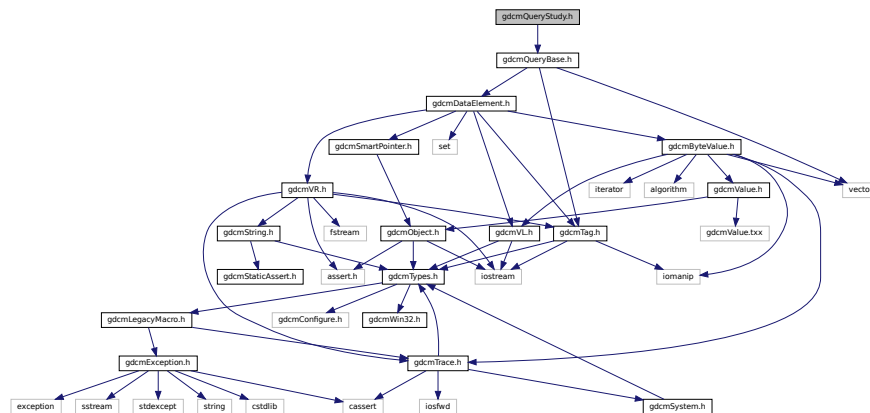 gdcmQueryStudy.h
gdcmQueryBase.h
gdcmDataElement.h
gdcmSmartPointer.h
set
gdcmByteValue.h
gdcmVR.h
iterator
algorithm
gdcmValue.h
vecto
gdcmString.h
fstream
gdcmObject.h
gdcmVL.h
gdcmTag.h
gdcmValue.txx
gdcmStaticAssert.h
assert.h
gdcmTypes.h
iostream
iomanip
gdcmLegacyMacro.h
gdcmConfigure.h
gdcmWin32.h
gdcmException.h
gdcmTrace.h
exception
sstream
stdexcept
string
cstdlib
cassert
iosfwd
gdcmSystem.h